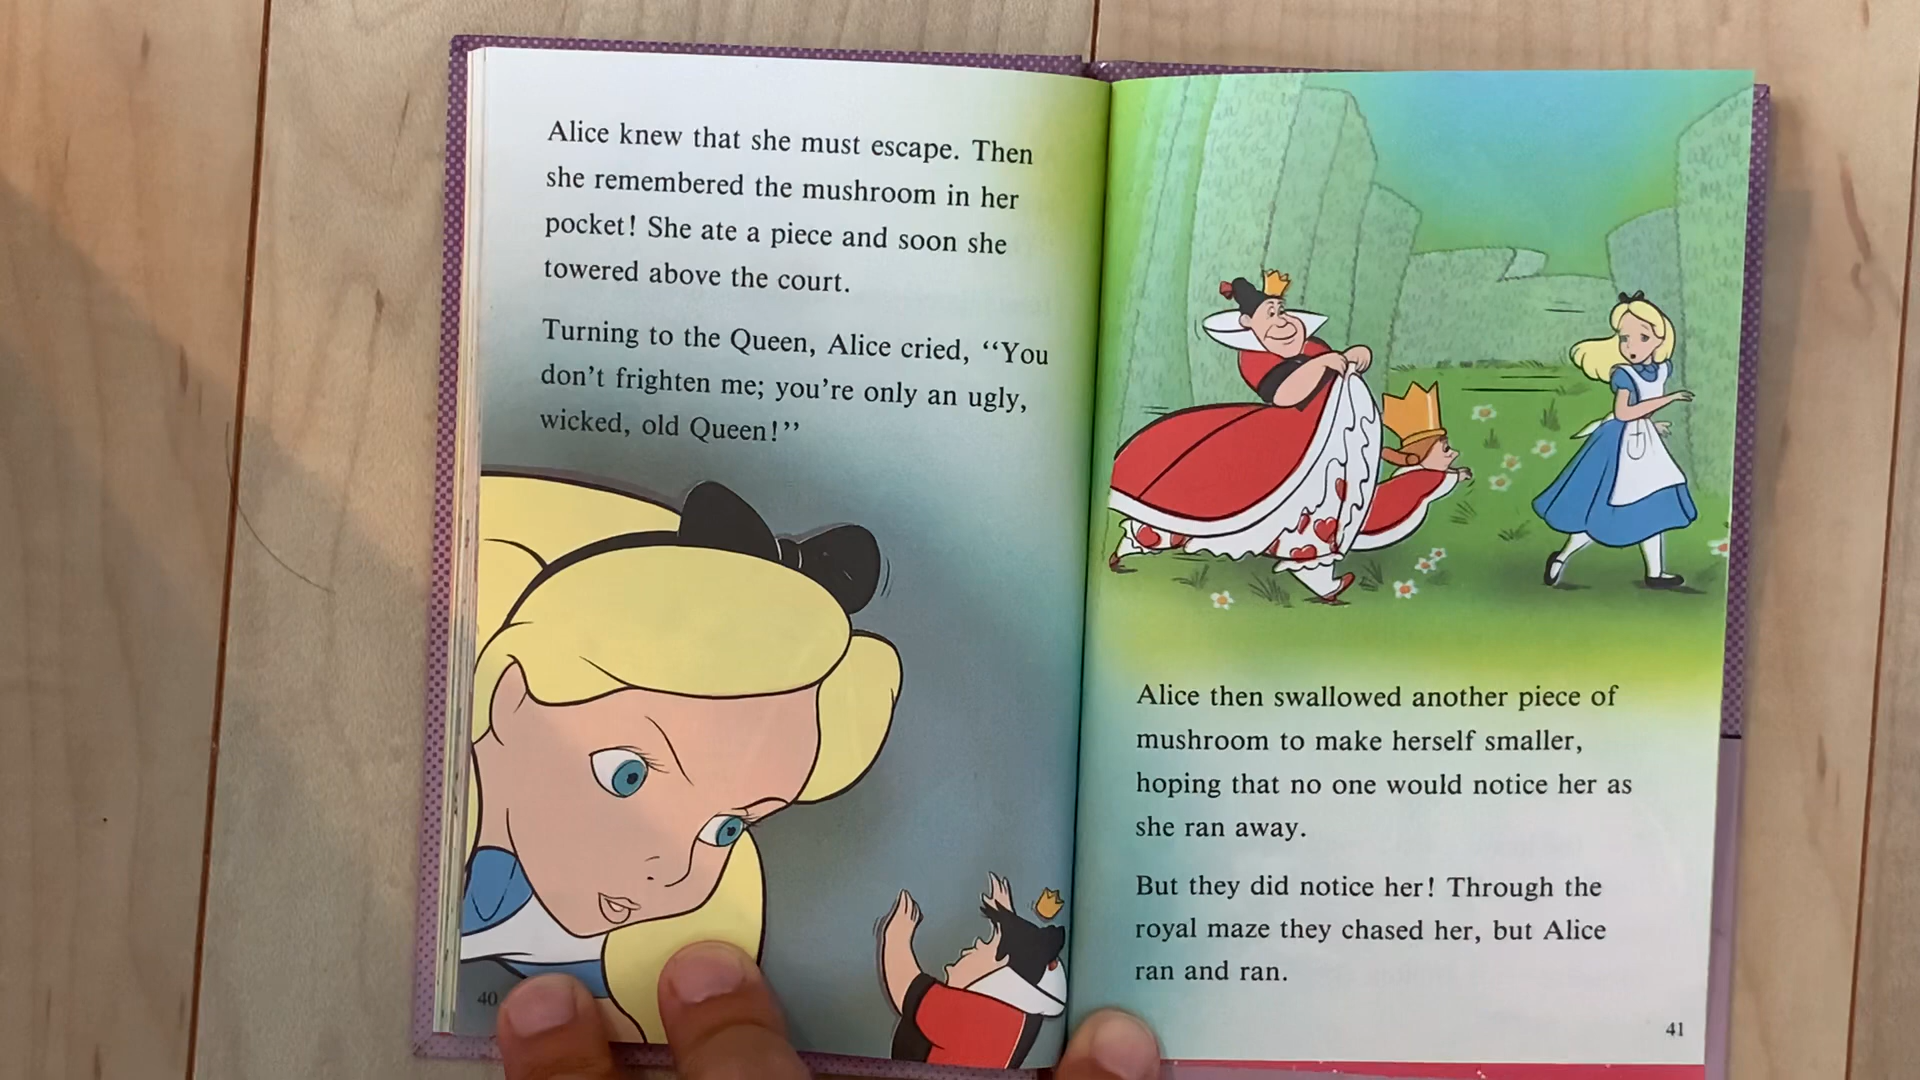 Alice knew that she must escape. Then
she remembered the mushroom in her
pocket! She ate a piece and soon she
towered above the court.
Turning to the Queen, Alice cried, “You
don’t frighten me; you’re only an ugly,
wicked, old Queen!”
40
Alice then swallowed another piece of
mushroom to make herself smaller,
hoping that no one would notice her as
she ran away.
But they did notice her! Through the
royal maze they chased her, but Alice
ran and ran.
41